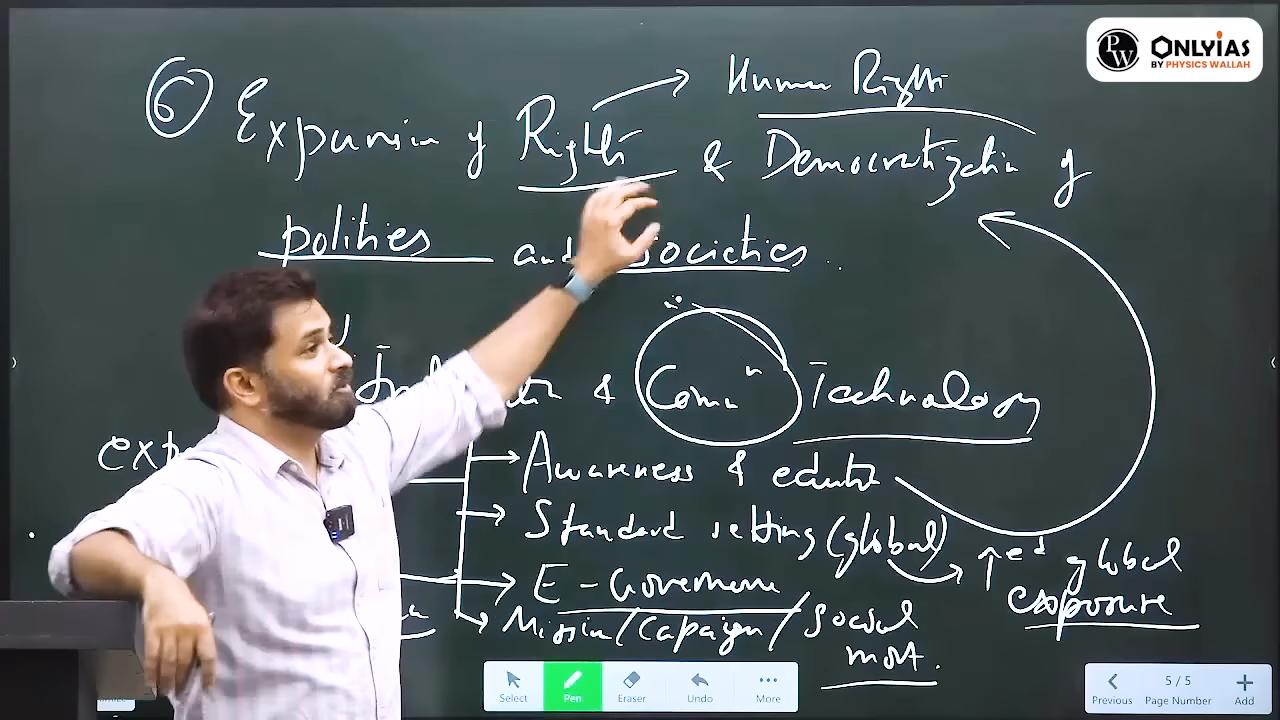 PW ONLYIAS
BY PHYSICS WALLAH
Human Rights
6 Expansion of Rights & Democratization of
polities and Societies
& Comn Technology
Awareness & education
Standard setting (global)
↑ed global
exposure
E-Governance
Mission/Campaign/Social
movt.
Select
Pen
Eraser
Undo
More
Previous
5 / 5
Page Number
Add